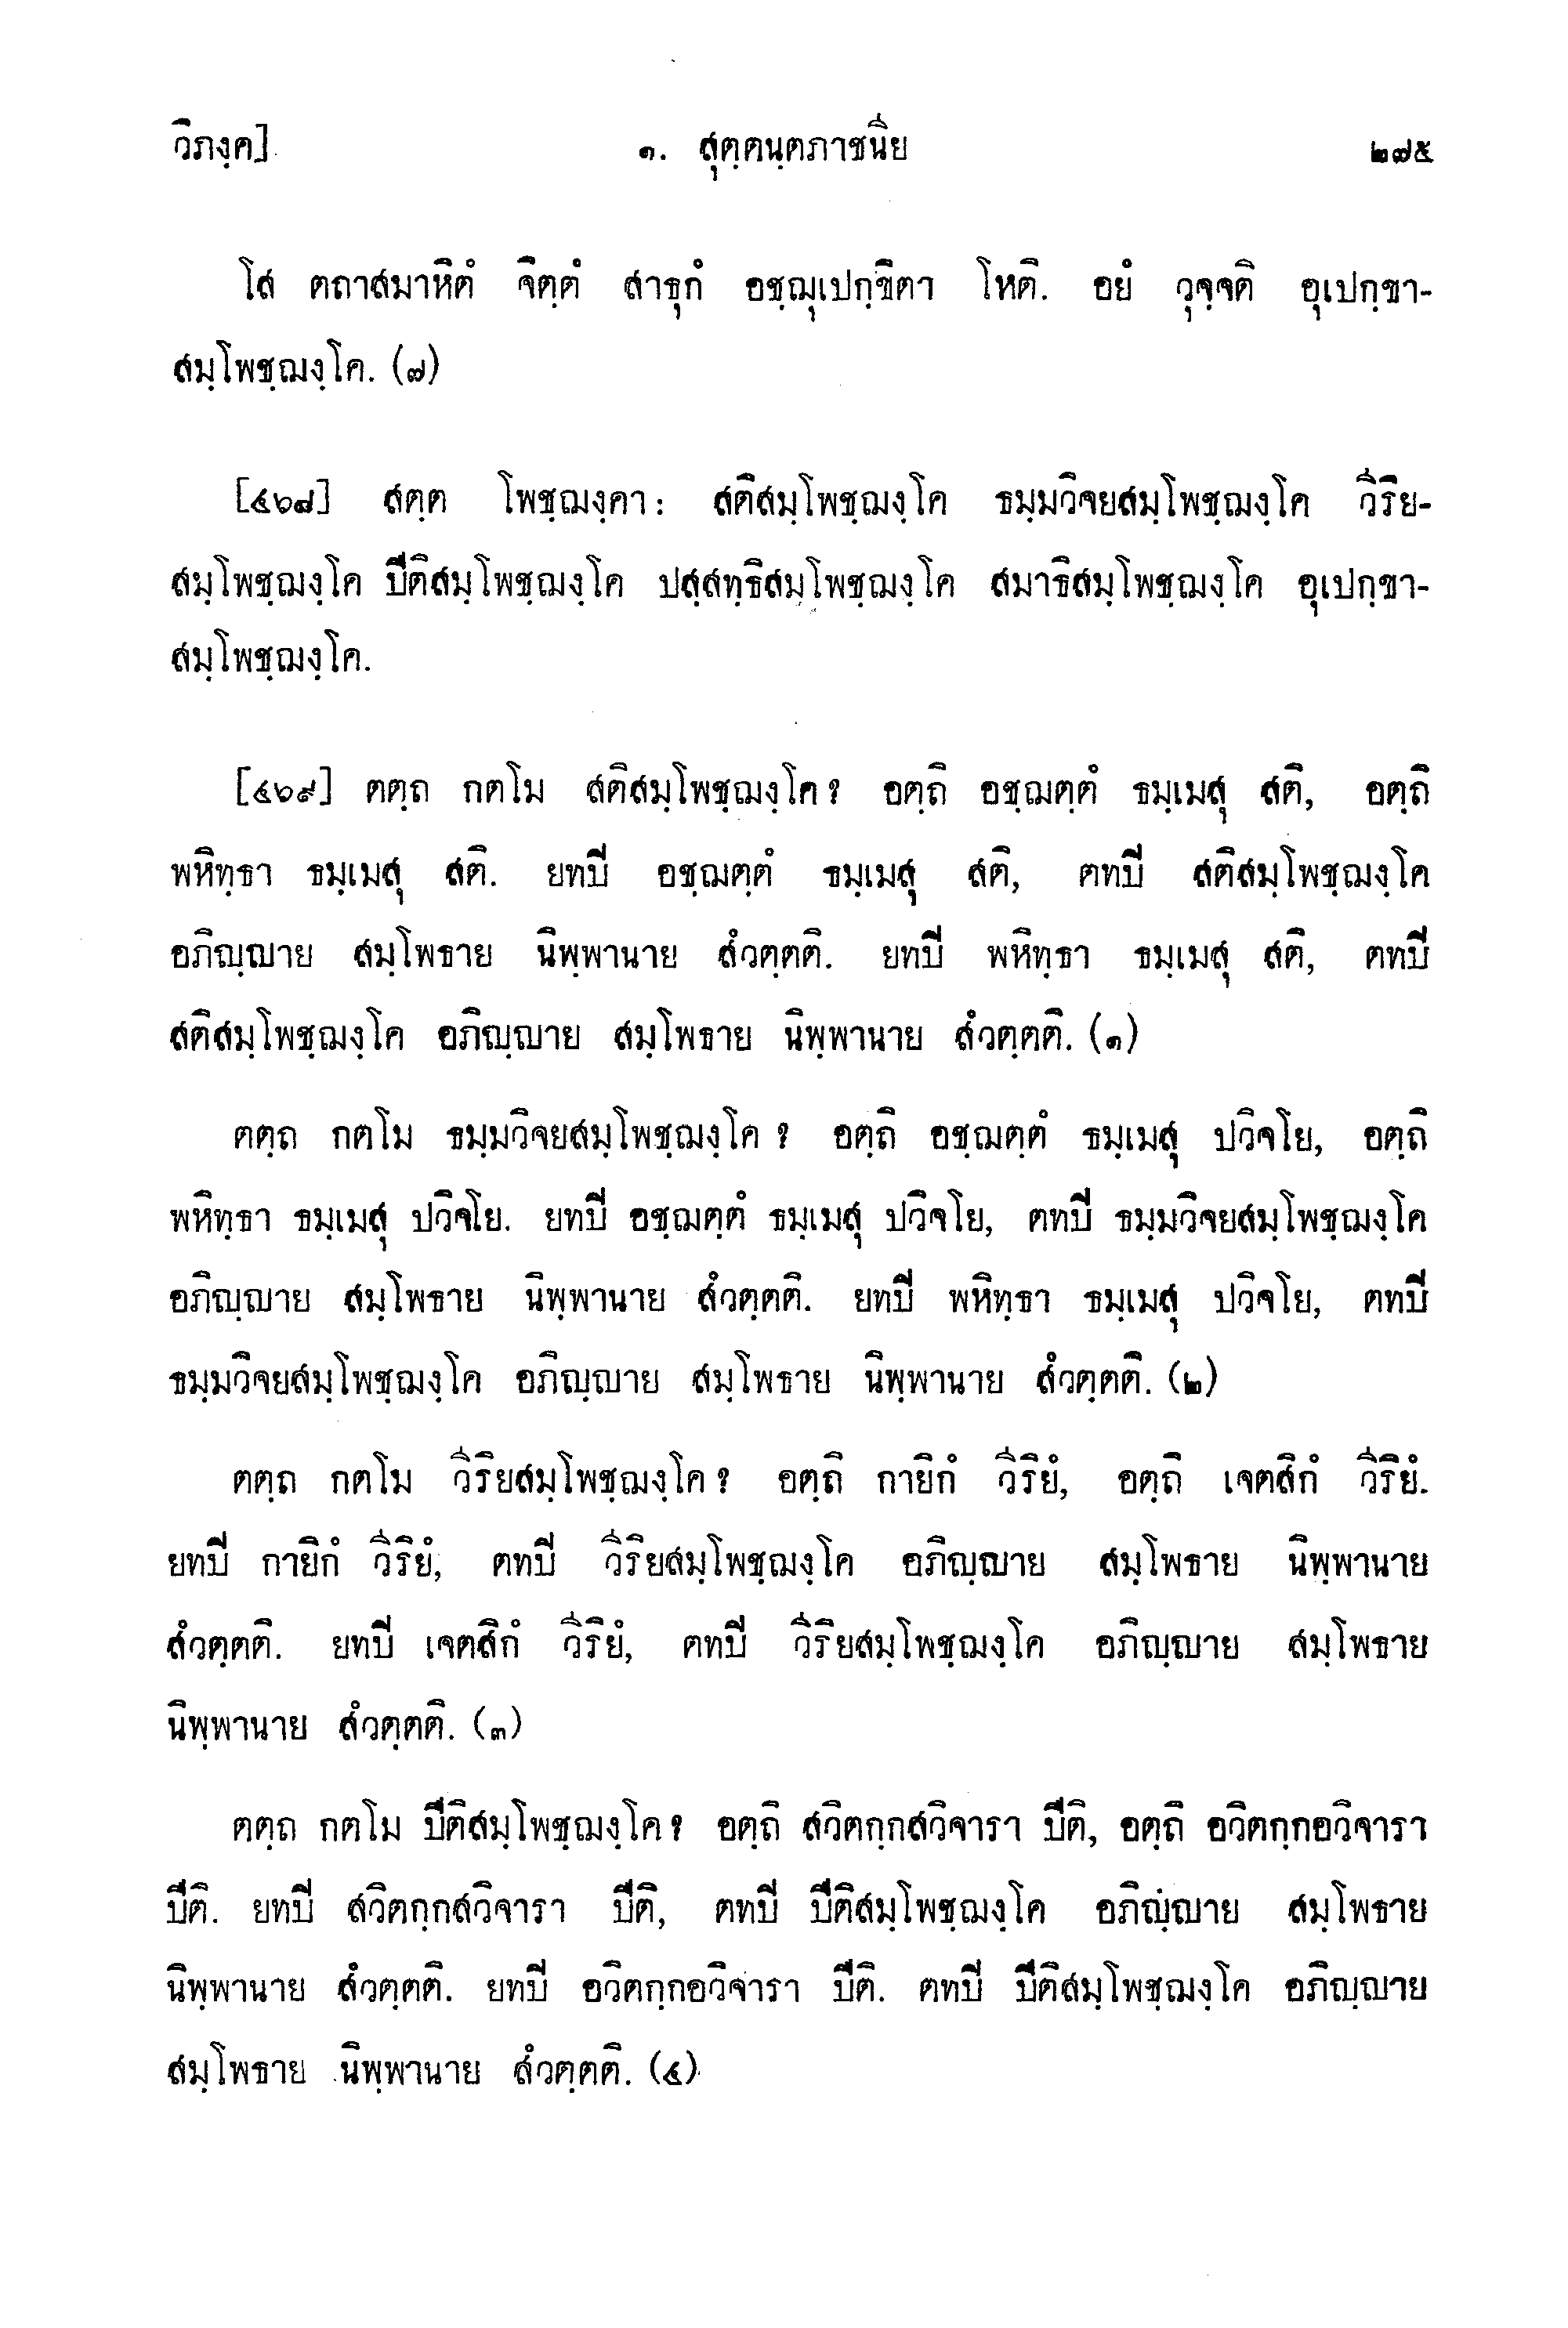 วิภงฺค] ๑. สุตฺตนฺตภาชนิ่ย ๒๗๕
โส ตถาสมาหิตํ จิตฺตํ สาธุกํ อชฺฌุเปกฺขิตา โหติ. อยํ วุจฺจติ อุเปกฺขา-
สมฺโพชฺฌงฺโค. (๗)
[๔๖๘] สตฺต โพชฺฌงฺคา: สติสมฺโพชฺฌงฺโค ธมฺมวิจยสมฺโพชฺฌงฺโค วิ่ริย-
สมฺโพชฺฌงฺโค ปีติสมฺโพชฺฌงฺโค ปสฺสทฺธิสมฺโพชฺฌงฺโค สมาธิสมฺโพชฺฌงฺโค อุเปกฺขา-
สมฺโพชฺฌงฺโค.
[๔๖๙] ตตฺถ กตโม สติสมฺโพชฺฌงฺโค? อตฺถิ อชฺฌตฺตํ ธมฺเมสุ สติ, อตฺถิ
พหิทฺธา ธมฺเมสุ สติ. ยทปี อชฺฌตฺตํ ธมฺเมสุ สติ, ตทปี สติสมฺโพชฺฌงฺโค
อภิญฺญาย สมฺโพธาย นิพฺพานาย สํวตฺตติ. ยทปี พหิทฺธา ธมฺเมสุ สติ, ตทปี
สติสมฺโพชฺฌงฺโค อภิญฺญาย สมฺโพธาย นิพฺพานาย สํวตฺตติ. (๑)
ตตฺถ กตโม ธมฺมวิจยสมฺโพชฺฌงฺโค? อตฺถิ อชฺฌตฺตํ ธมฺเมสุ ปวิจโย, อตฺถิ
พหิทฺธา ธมฺเมสุ ปวิจโย. ยทปี อชฺฌตฺตํ ธมฺเมสุ ปวิจโย, ตทปี ธมฺมวิจยสมฺโพชฺฌงฺโค
อภิญฺญาย สมฺโพธาย นิพฺพานาย สํวตฺตติ. ยทปี พหิทฺธา ธมฺเมสุ ปวิจโย, ตทปี
ธมฺมวิจยสมฺโพชฺฌงฺโค อภิญฺญาย สมฺโพธาย นิพฺพานาย สํวตฺตติ. (๒)
ตตฺถ กตโม วิ่ริยสมฺโพชฺฌงฺโค? อตฺถิ กายิกํ วิ่ริยํ, อตฺถิ เจตสิกํ วิ่ริยํ.
ยทปี กายิกํ วิ่ริยํ, ตทปี วิ่ริยสมฺโพชฺฌงฺโค อภิญฺญาย สมฺโพธาย นิพฺพานาย
สํวตฺตติ. ยทปี เจตสิกํ วิ่ริยํ, ตทปี วิ่ริยสมฺโพชฺฌงฺโค อภิญฺญาย สมฺโพธาย
นิพฺพานาย สํวตฺตติ. (๓)
ตตฺถ กตโม ปีติสมฺโพชฺฌงฺโค? อตฺถิ สวิตกฺกสวิจารา ปีติ, อตฺถิ อวิตกฺกอวิจารา
ปีติ. ยทปี สวิตกฺกสวิจารา ปีติ, ตทปี ปีติสมฺโพชฺฌงฺโค อภิญฺญาย สมฺโพธาย
นิพฺพานาย สํวตฺตติ. ยทปี อวิตกฺกอวิจารา ปีติ. ตทปี ปีติสมฺโพชฺฌงฺโค อภิญฺญาย
สมฺโพธาย นิพฺพานาย สํวตฺตติ. (๔)